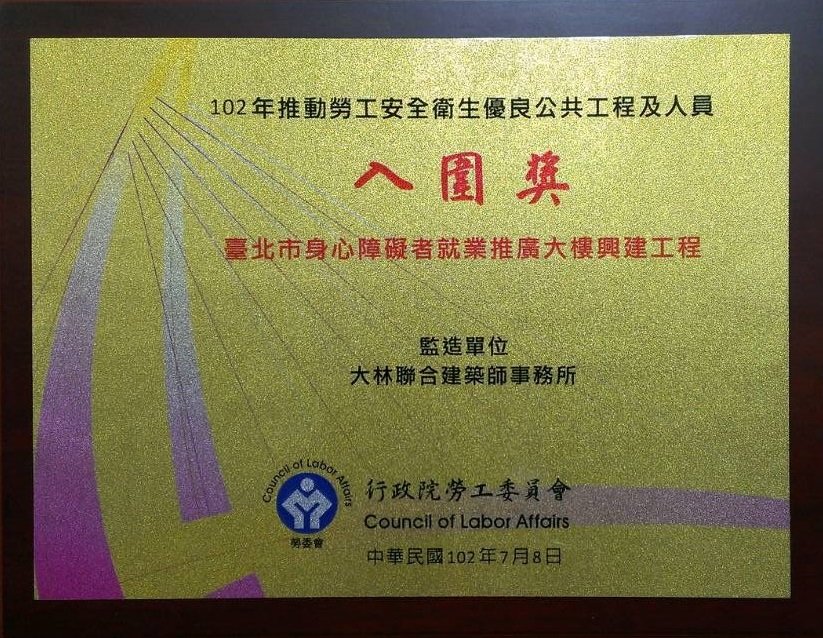 102年推動勞工安全衛生優良公共工程及人員
入圍獎
臺北市身心障礙者就業推廣大樓興建工程
監造單位
大林聯合建築師事務所
Council of Labor Affairs
勞委會
行政院勞工委員會
Council of Labor Affairs
中華民國102年7月8日